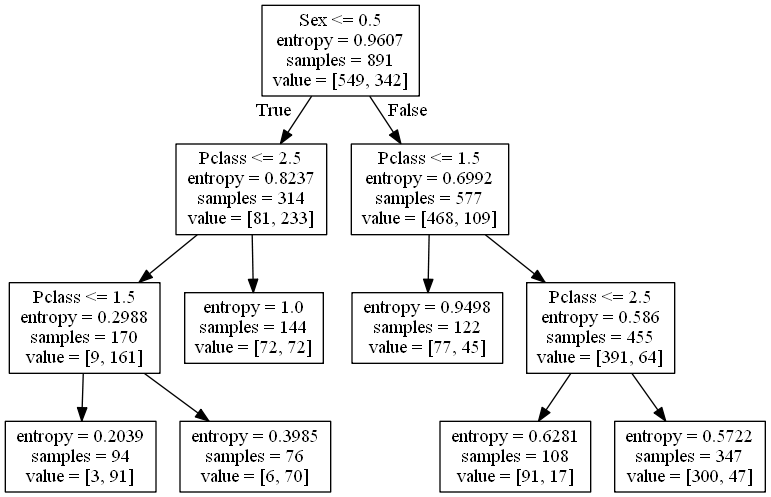 Sex <= 0.5
entropy = 0.9607
samples = 891
value = [549, 342]
True
False
Pclass <= 2.5
entropy = 0.8237
samples = 314
value = [81, 233]
Pclass <= 1.5
entropy = 0.6992
samples = 577
value = [468, 109]
Pclass <= 1.5
entropy = 0.2988
samples = 170
value = [9, 161]
entropy = 1.0
samples = 144
value = [72, 72]
entropy = 0.9498
samples = 122
value = [77, 45]
Pclass <= 2.5
entropy = 0.586
samples = 455
value = [391, 64]
entropy = 0.2039
samples = 94
value = [3, 91]
entropy = 0.3985
samples = 76
value = [6, 70]
entropy = 0.6281
samples = 108
value = [91, 17]
entropy = 0.5722
samples = 347
value = [300, 47]